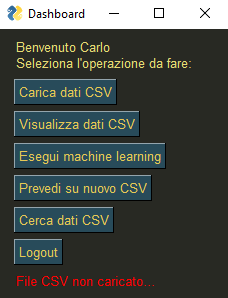 Dashboard
Benvenuto Carlo
Seleziona l'operazione da fare:
Carica dati CSV
Visualizza dati CSV
Esegui machine learning
Prevedi su nuovo CSV
Cerca dati CSV
Logout
File CSV non caricato...